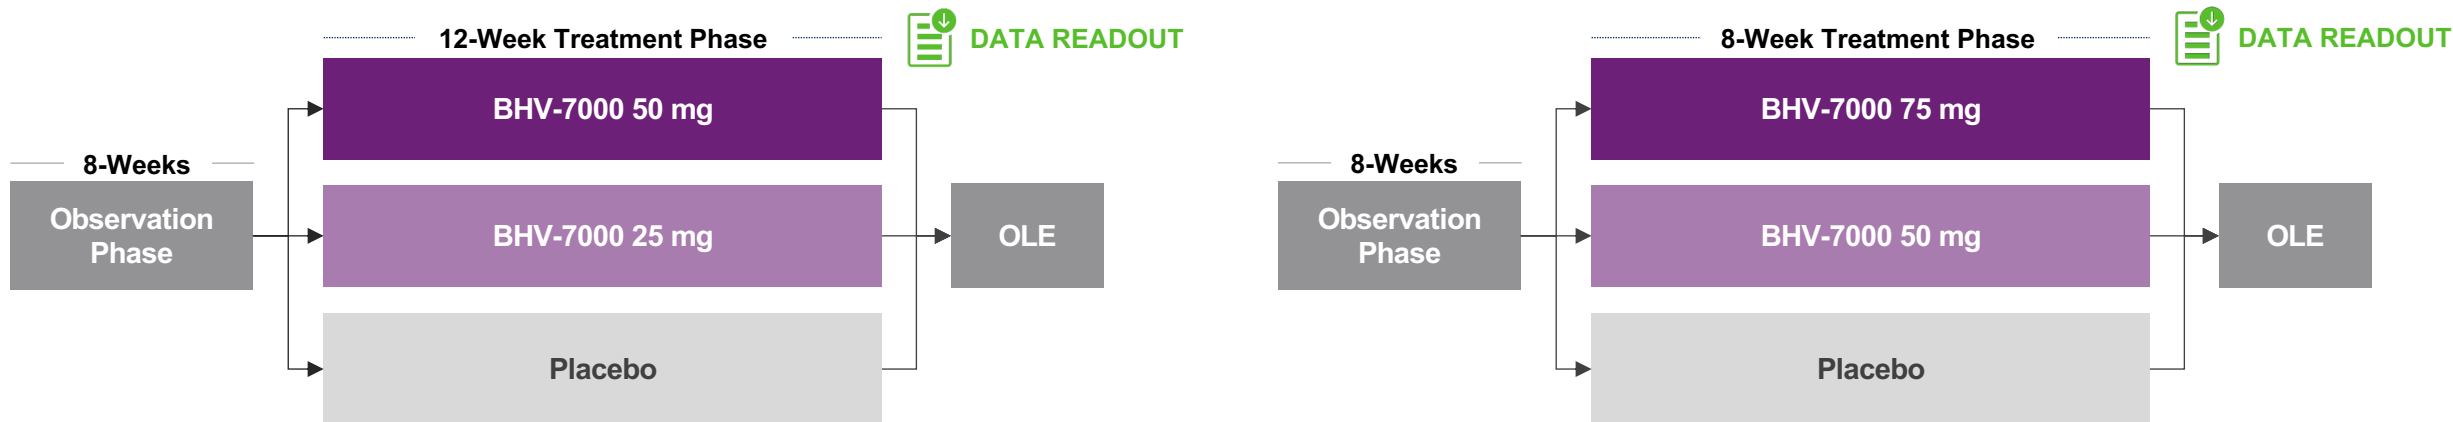 12-Week Treatment Phase
DATA READOUT
BHV-7000 50 mg
8-Weeks
Observation
Phase
BHV-7000 25 mg
OLE
Placebo
8-Week Treatment Phase
DATA READOUT
BHV-7000 75 mg
8-Weeks
Observation
Phase
BHV-7000 50 mg
OLE
Placebo